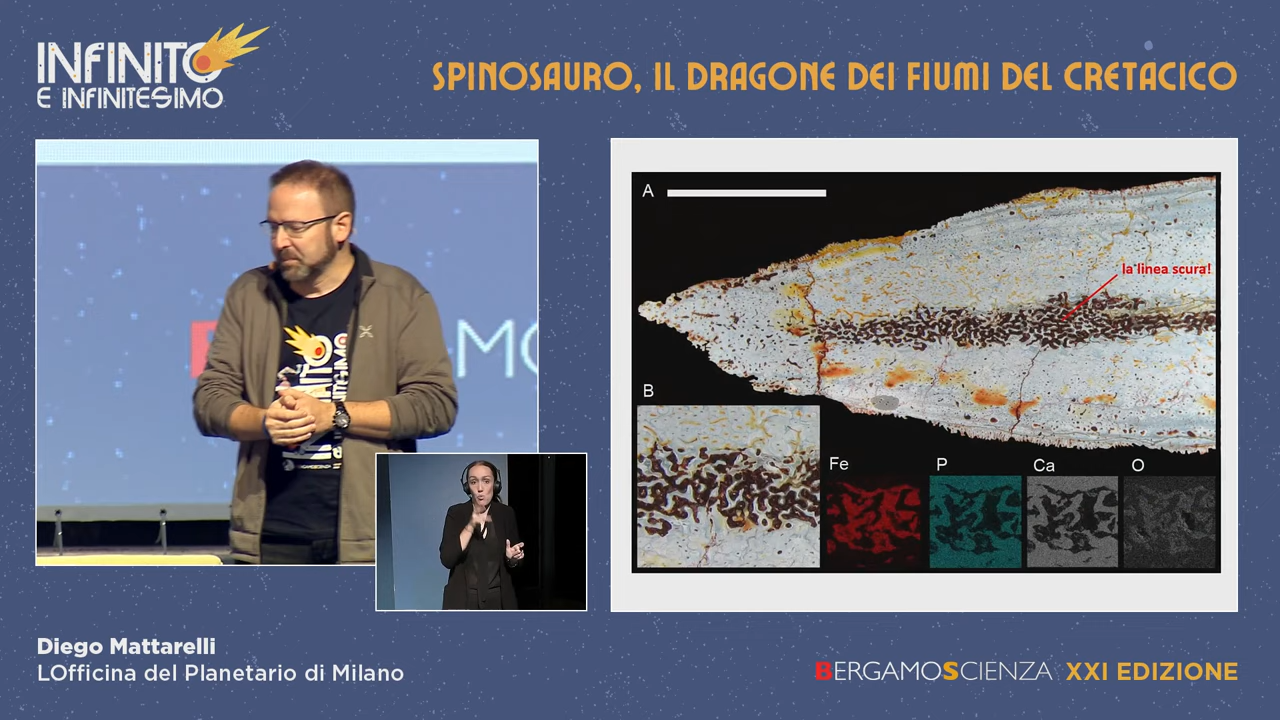 INFINITO
E INFINITESIMO
SPINOSAURO, IL DRAGONE DEI FIUMI DEL CRETACICO
A
la linea scura!
B
Fe
P
Ca
O
Diego Mattarelli
LOfficina del Planetario di Milano
BERGAMOSCIENZA XXI EDIZIONE